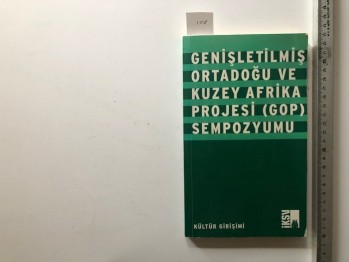 GENİŞLETİLMİŞ
ORTADOĞU VE
KUZEY AFRİKA
PROJESİ (GOP)
SEMPOZYUMU
KÜLTÜR GİRİŞİMİ
İKSV